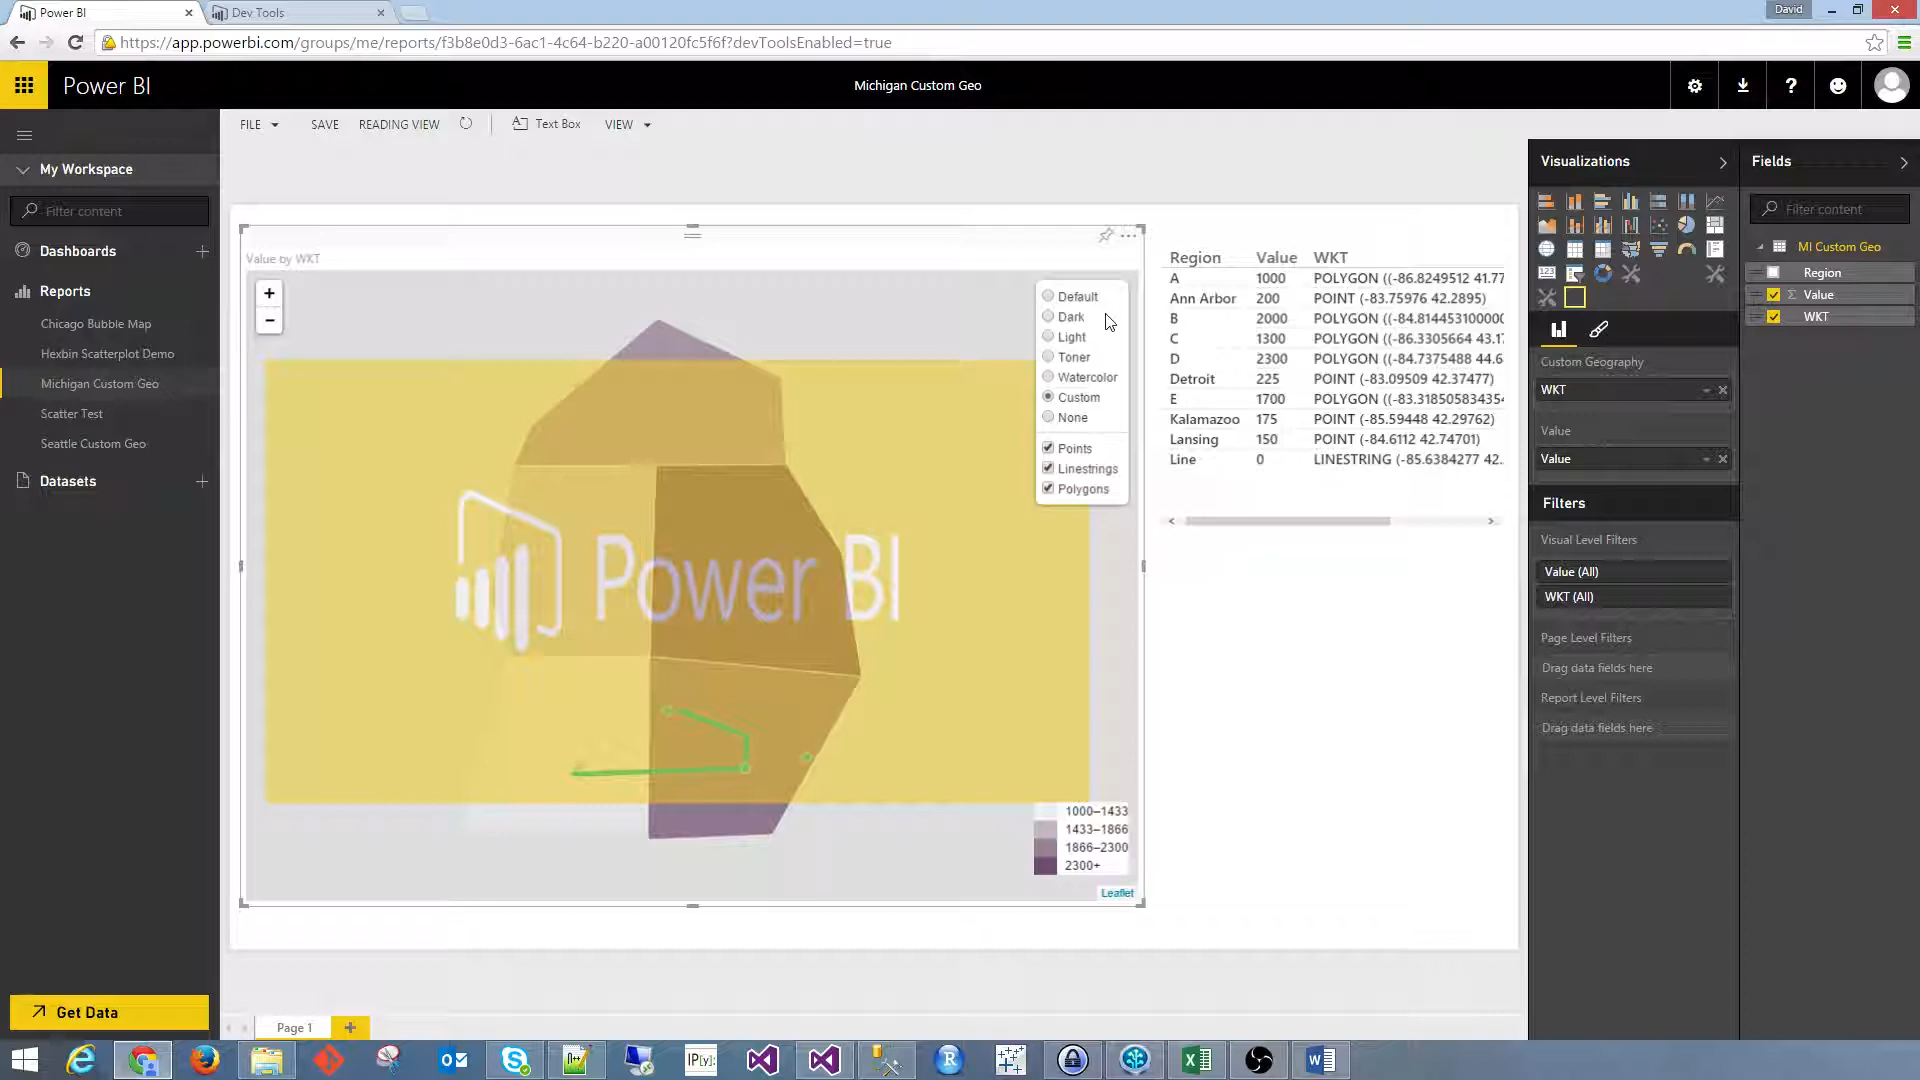 Power BI
Dev Tools
David
https://app.powerbi.com/groups/me/reports/f3b8e0d3-6ac1-4c64-b220-a00120fc5f6f?devToolsEnabled=true
Power BI
Michigan Custom Geo
?
FILE
SAVE
READING VIEW
Text Box
VIEW
My Workspace
Filter content
Dashboards
Reports
Chicago Bubble Map
Hexbin Scatterplot Demo
Michigan Custom Geo
Scatter Test
Seattle Custom Geo
Datasets
Get Data
Value by WKT
+
−
Default
Dark
Light
Toner
Watercolor
Custom
None
Points
Linestrings
Polygons
Power BI
1000–1433
1433–1866
1866–2300
2300+
Leaflet
Region Value WKT
A 1000 POLYGON ((-86.8249512 41.77
Ann Arbor 200 POINT (-83.75976 42.2895)
B 2000 POLYGON ((-84.8144531000
C 1300 POLYGON ((-86.3305664 43.1
D 2300 POLYGON ((-84.7375488 44.6
Detroit 225 POINT (-83.09509 42.37477)
E 1700 POLYGON ((-83.3185058343
Kalamazoo 175 POINT (-85.59448 42.29762)
Lansing 150 POINT (-84.6112 42.74701)
Line 0 LINESTRING (-85.6384277 42.
Visualizations
Custom Geography
WKT
Value
Value
Filters
Visual Level Filters
Value (All)
WKT (All)
Page Level Filters
Drag data fields here
Report Level Filters
Drag data fields here
Fields
Filter content
MI Custom Geo
Region
Value
WKT
Page 1
IP[y]: